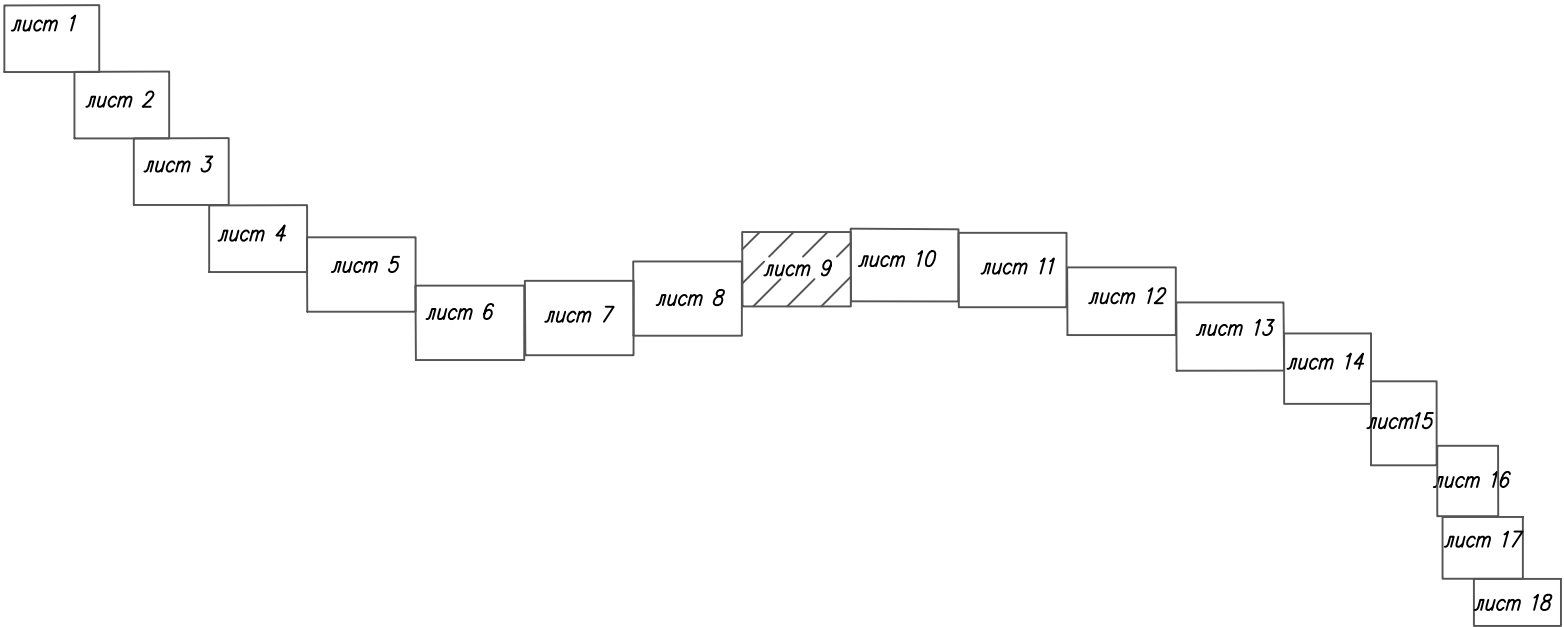 лист 1
лист 2
лист 3
лист 4
лист 5
лист 6
лист 7
лист 8
лист 9
лист 10
лист 11
лист 12
лист 13
лист 14
лист15
лист 16
лист 17
лист 18